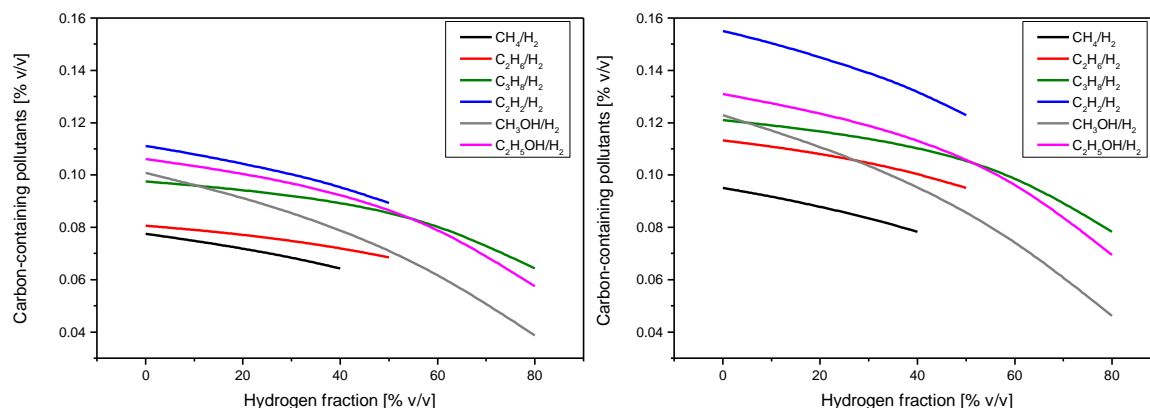 Carbon-containing pollutants [% v/v]
0.16
0.14
0.12
0.10
0.08
0.06
0.04
0
20
40
60
80
Hydrogen fraction [% v/v]
CH₄/H₂
C₂H₆/H₂
C₃H₈/H₂
C₂H₂/H₂
CH₃OH/H₂
C₂H₅OH/H₂
Carbon-containing pollutants [% v/v]
0.16
0.14
0.12
0.10
0.08
0.06
0.04
0
20
40
60
80
Hydrogen fraction [% v/v]
CH₄/H₂
C₂H₆/H₂
C₃H₈/H₂
C₂H₂/H₂
CH₃OH/H₂
C₂H₅OH/H₂